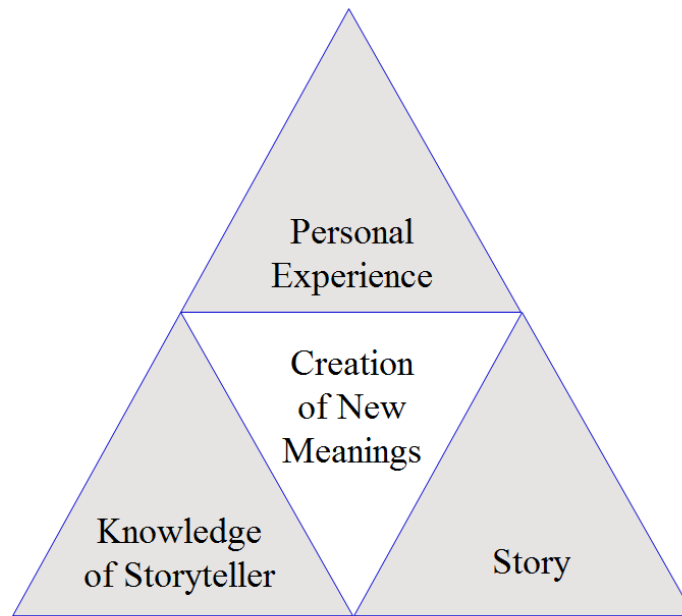 Personal
Experience
Creation
of New
Meanings
Knowledge
of Storyteller
Story